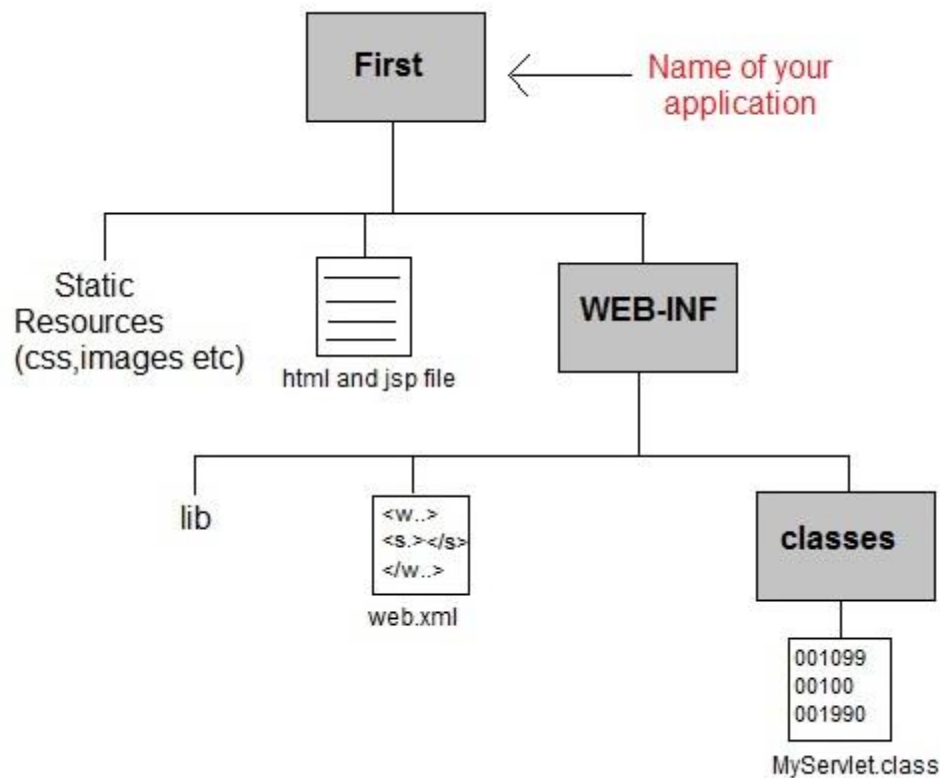 First
Name of your
application
Static
Resources
(css,images etc)
html and jsp file
WEB-INF
lib
<w..>
<s.></s>
</w..>
web.xml
classes
001099
00100
001990
MyServlet.class